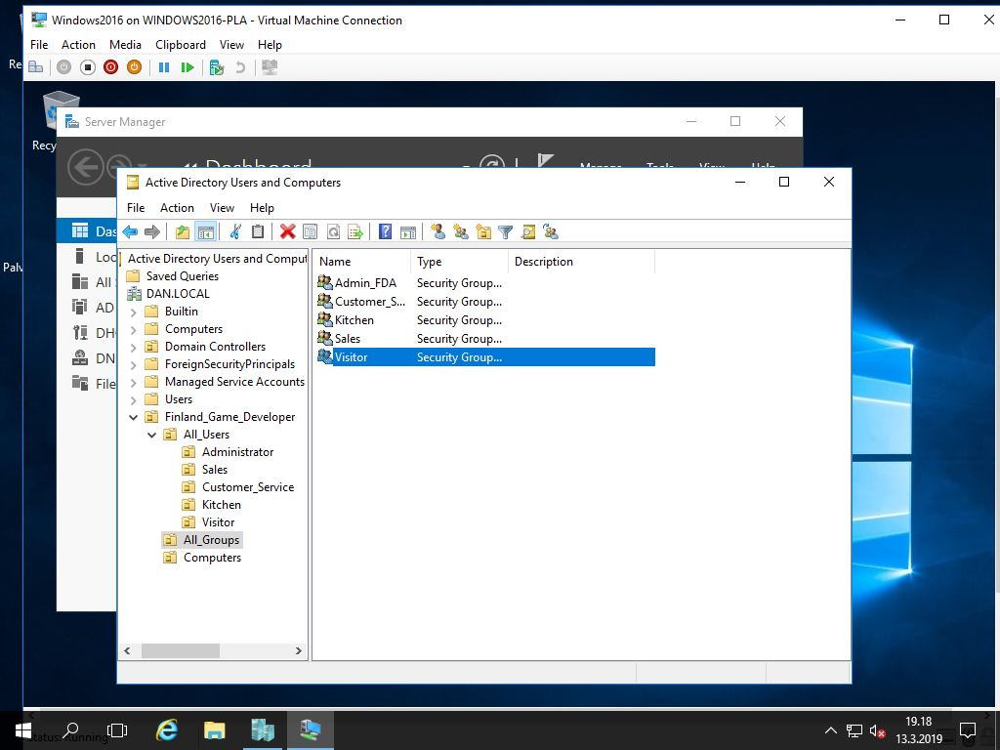 Windows2016 on WINDOWS2016-PLA - Virtual Machine Connection
File Action Media Clipboard View Help
Re
Recy
Palv
Server Manager
Dashboard
Manage Tools View Help
Das
Loc
All
AD
DH
DN
File
Active Directory Users and Computers
File Action View Help
Active Directory Users and Comput
Saved Queries
DAN.LOCAL
Builtin
Computers
Domain Controllers
ForeignSecurityPrincipals
Managed Service Accounts
Users
Finland_Game_Developer
All_Users
Administrator
Sales
Customer_Service
Kitchen
Visitor
All_Groups
Computers
Name Type Description
Admin_FDA Security Group...
Customer_S... Security Group...
Kitchen Security Group...
Sales Security Group...
Visitor Security Group...
Status: Running
19.18
13.3.2019